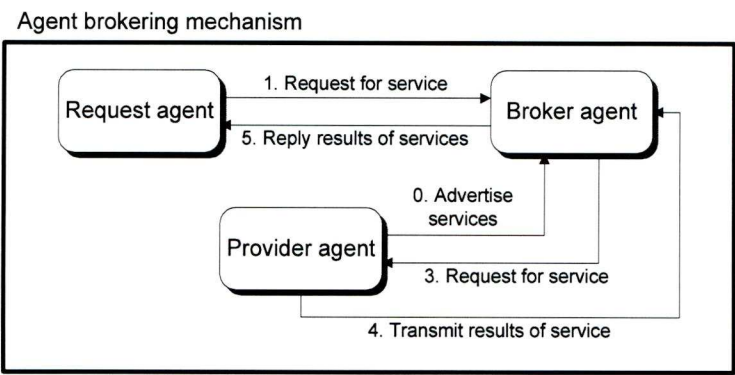 Agent brokering mechanism
1. Request for service
Request agent
Broker agent
5. Reply results of services
0. Advertise
services
Provider agent
3. Request for service
4. Transmit results of service